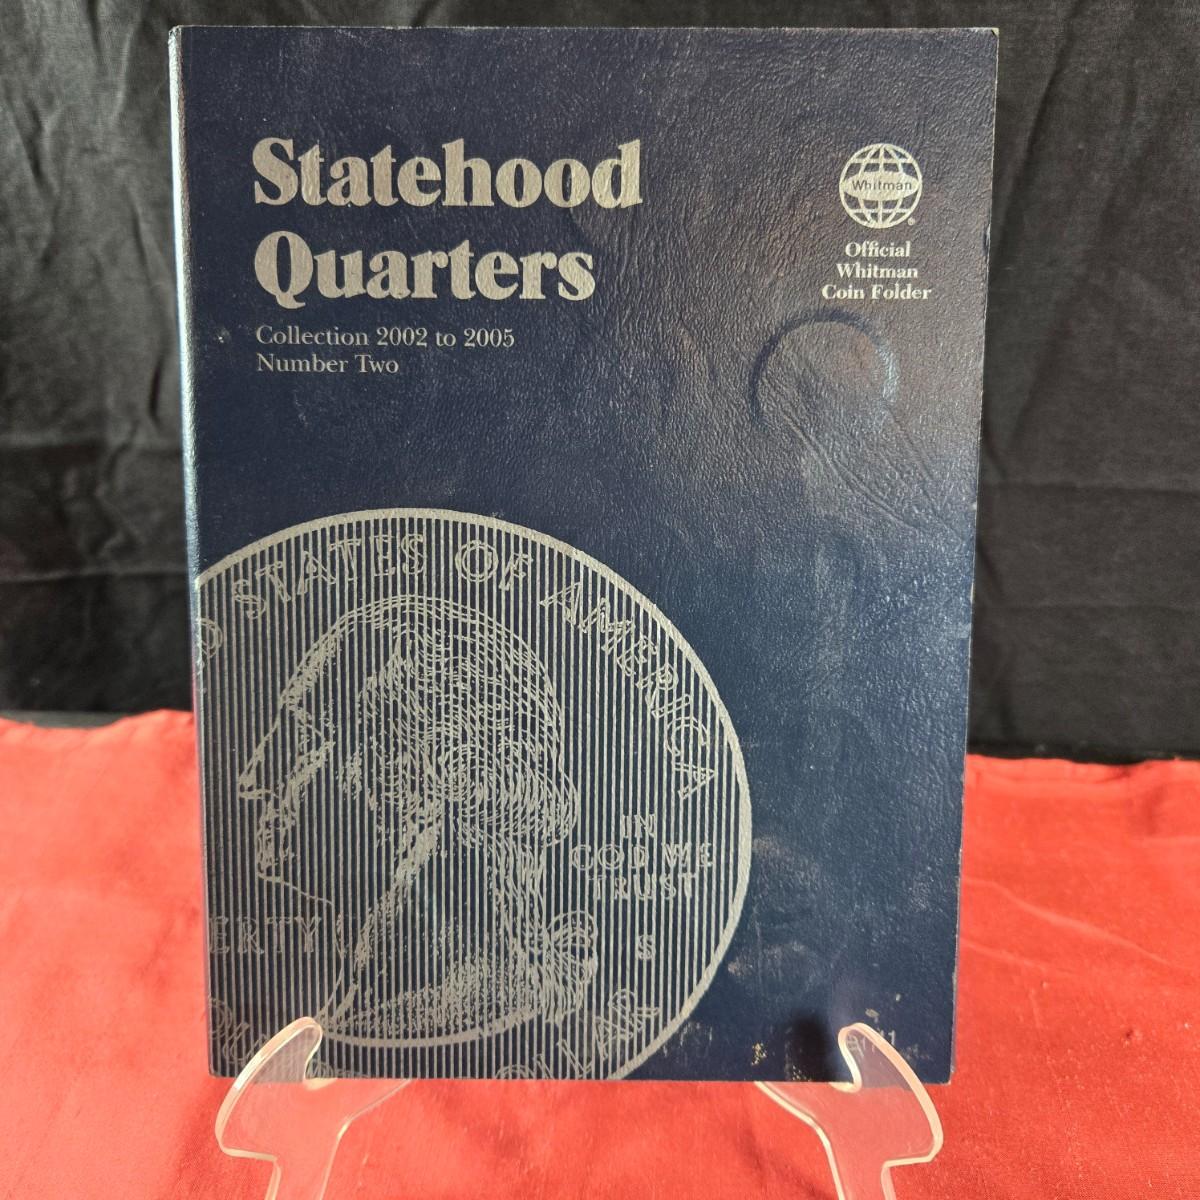 Statehood
Quarters
Collection 2002 to 2005
Number Two
Whitman
Official
Whitman
Coin Folder
STATES OF AMERICA
IN
GOD WE
TRUST
ERTY
S